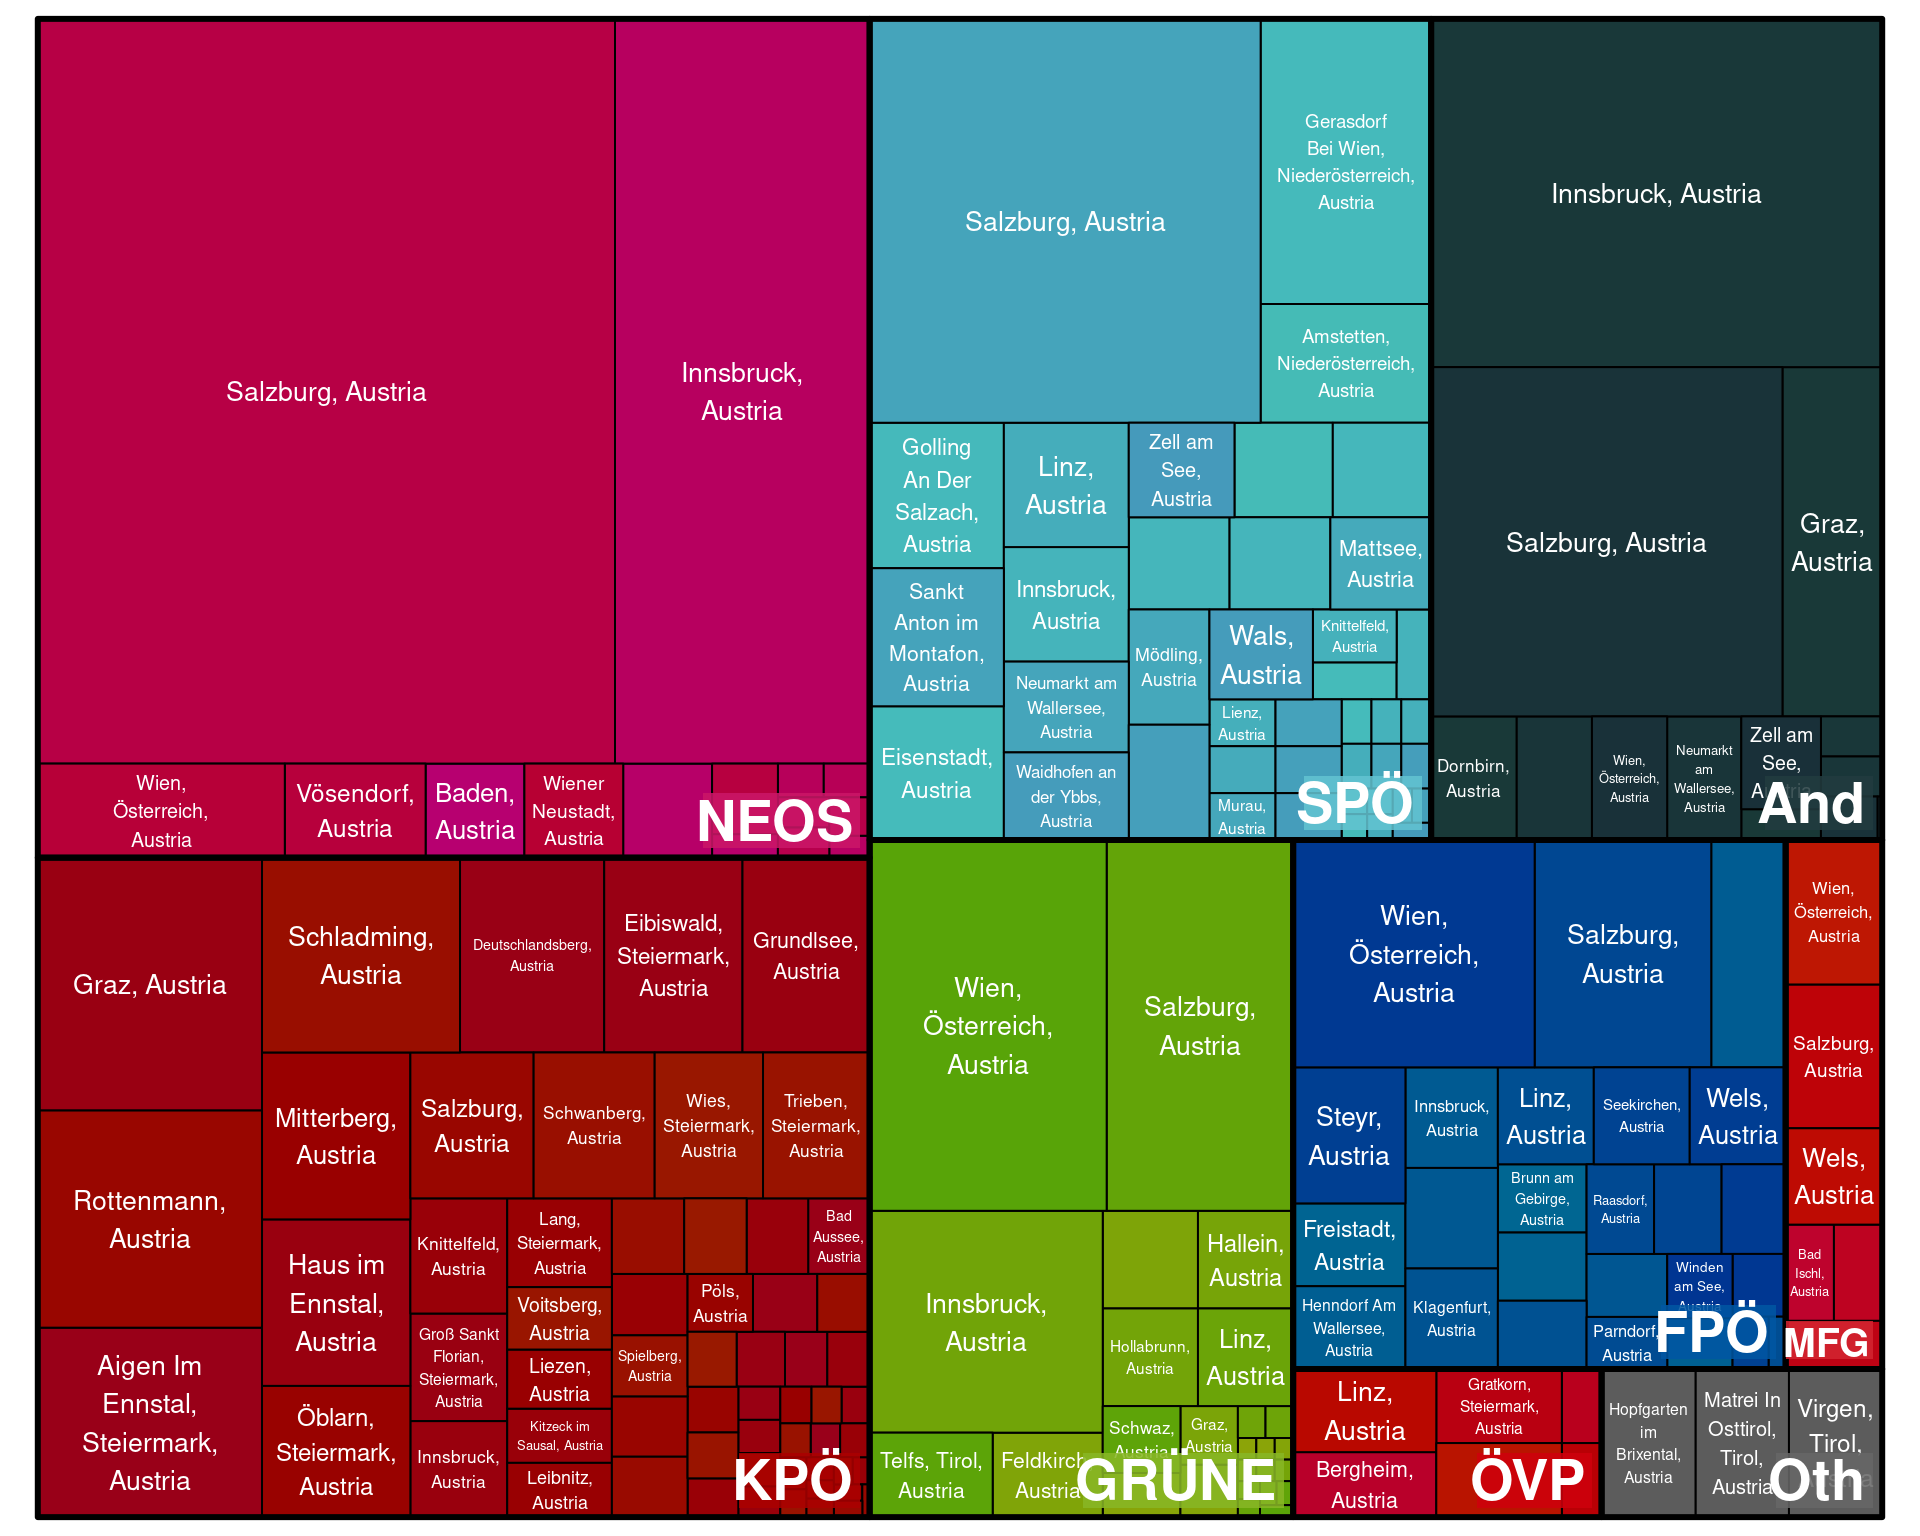 Salzburg, Austria
Innsbruck,
Austria
Wien,
Österreich,
Austria
Vösendorf,
Austria
Baden,
Austria
Wiener
Neustadt,
Austria
NEOS
Salzburg, Austria
Gerasdorf
Bei Wien,
Niederösterreich,
Austria
Amstetten,
Niederösterreich,
Austria
Golling
An Der
Salzach,
Austria
Linz,
Austria
Zell am
See,
Austria
Mattsee,
Austria
Sankt
Anton im
Montafon,
Austria
Innsbruck,
Austria
Mödling,
Austria
Wals,
Austria
Knittelfeld,
Austria
Neumarkt am
Wallersee,
Austria
Eisenstadt,
Austria
Waidhofen an
der Ybbs,
Austria
Lienz,
Austria
Murau,
Austria
SPÖ
Innsbruck, Austria
Salzburg, Austria
Graz,
Austria
Dornbirn,
Austria
Wien,
Österreich,
Austria
Neumarkt
am
Wallersee,
Austria
Zell am
See,
Austria
And
Graz, Austria
Rottenmann,
Austria
Aigen Im
Ennstal,
Steiermark,
Austria
Schladming,
Austria
Deutschlandsberg,
Austria
Eibiswald,
Steiermark,
Austria
Grundlsee,
Austria
Mitterberg,
Austria
Haus im
Ennstal,
Austria
Öblarn,
Steiermark,
Austria
Salzburg,
Austria
Schwanberg,
Austria
Wies,
Steiermark,
Austria
Trieben,
Steiermark,
Austria
Knittelfeld,
Austria
Groß Sankt
Florian,
Steiermark,
Austria
Innsbruck,
Austria
Lang,
Steiermark,
Austria
Voitsberg,
Austria
Liezen,
Austria
Kitzeck im
Sausal, Austria
Leibnitz,
Austria
Bad
Aussee,
Austria
Pöls,
Austria
Spielberg,
Austria
KPÖ
Wien,
Österreich,
Austria
Salzburg,
Austria
Innsbruck,
Austria
Telfs, Tirol,
Austria
Feldkirch,
Austria
Hallein,
Austria
Hollabrunn,
Austria
Linz,
Austria
Schwaz,
Austria
Graz,
Austria
GRÜNE
Wien,
Österreich,
Austria
Salzburg,
Austria
Steyr,
Austria
Freistadt,
Austria
Henndorf Am
Wallersee,
Austria
Innsbruck,
Austria
Klagenfurt,
Austria
Linz,
Austria
Seekirchen,
Austria
Wels,
Austria
Brunn am
Gebirge,
Austria
Raasdorf,
Austria
Winden
am See,
Austria
Parndorf,
Austria
FPÖ
Wien,
Österreich,
Austria
Salzburg,
Austria
Wels,
Austria
Bad
Ischl,
Austria
MFG
Linz,
Austria
Bergheim,
Austria
Gratkorn,
Steiermark,
Austria
ÖVP
Hopfgarten
im
Brixental,
Austria
Matrei In
Osttirol,
Tirol,
Austria
Virgen,
Tirol,
Austria
Oth